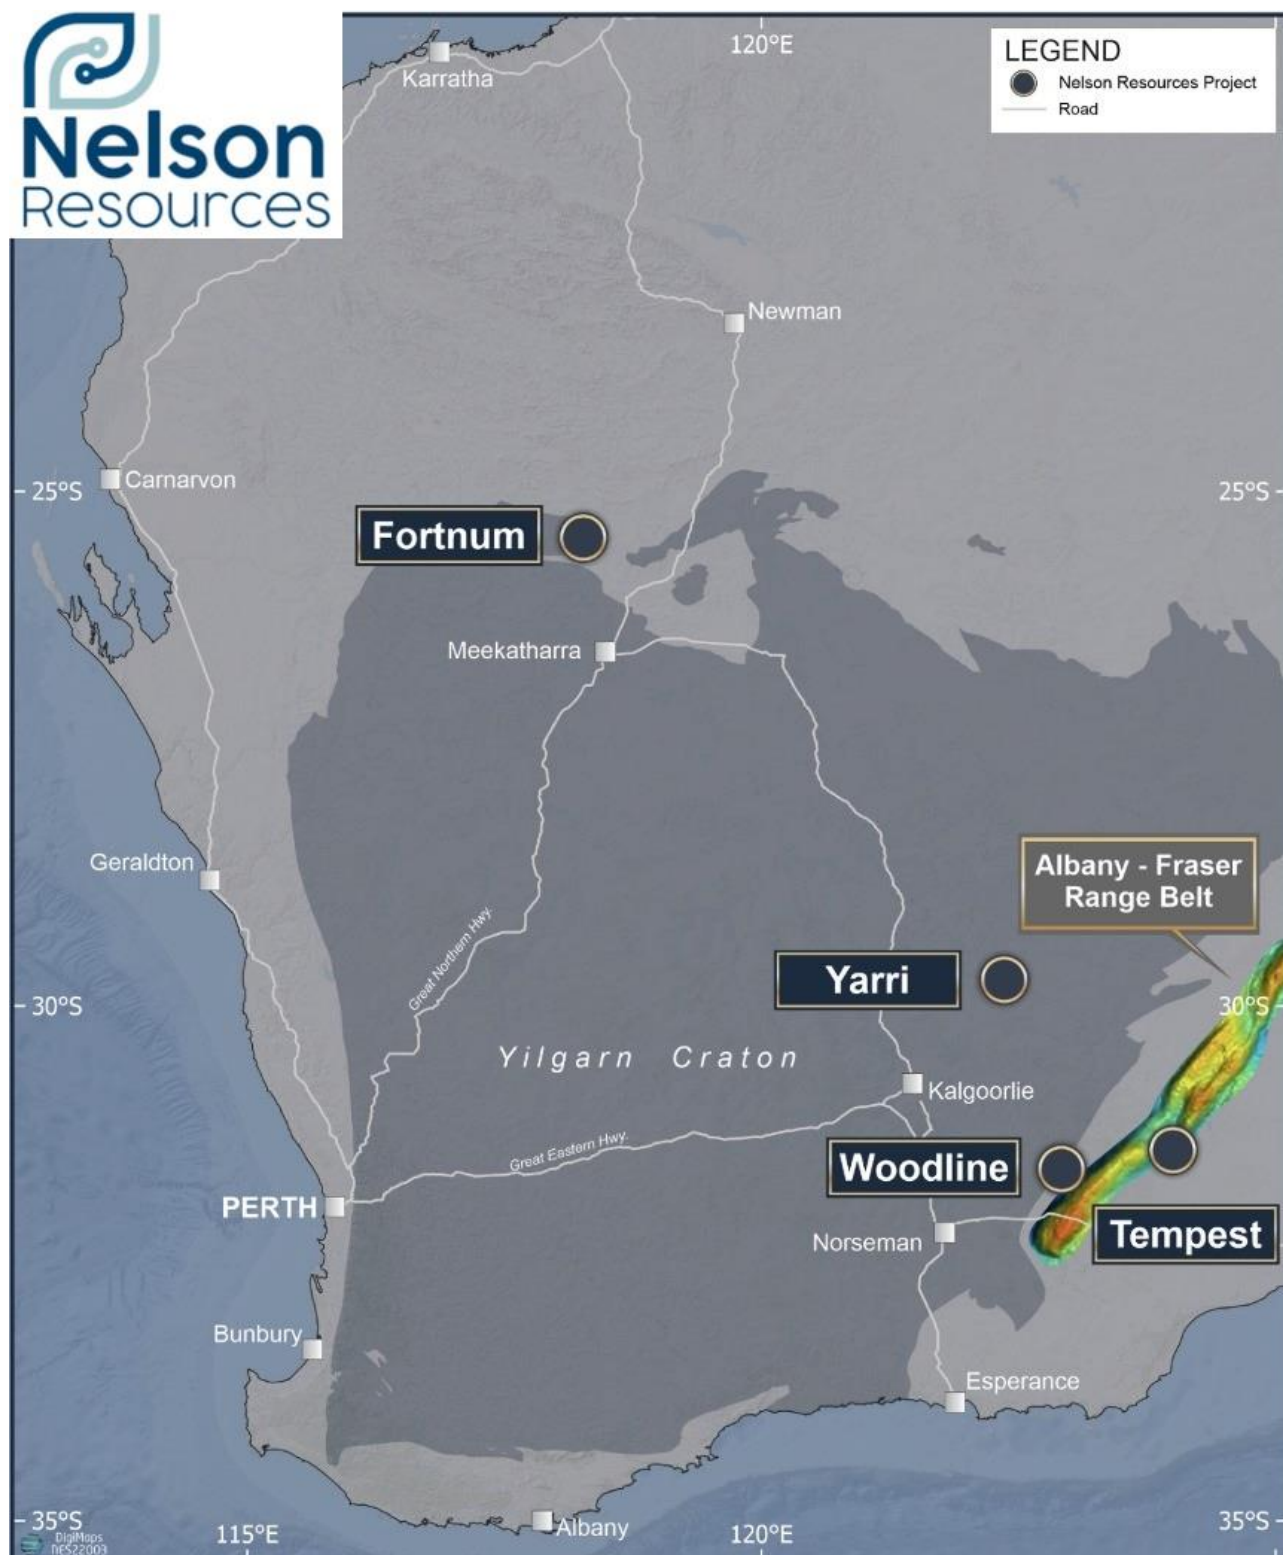 Nelson
Resources
120°E
LEGEND
Nelson Resources Project
Road
Karratha
Newman
Carnarvon
25°S
25°S
Fortnum
Meekatharra
Geraldton
Albany - Fraser
Range Belt
Great Northern Hwy.
Yarri
30°S
30°S
Yilgarn Craton
Kalgoorlie
Great Eastern Hwy.
Woodline
PERTH
Norseman
Tempest
Bunbury
Esperance
35°S
35°S
115°E
120°E
Albany
DigiMaps
NES22003